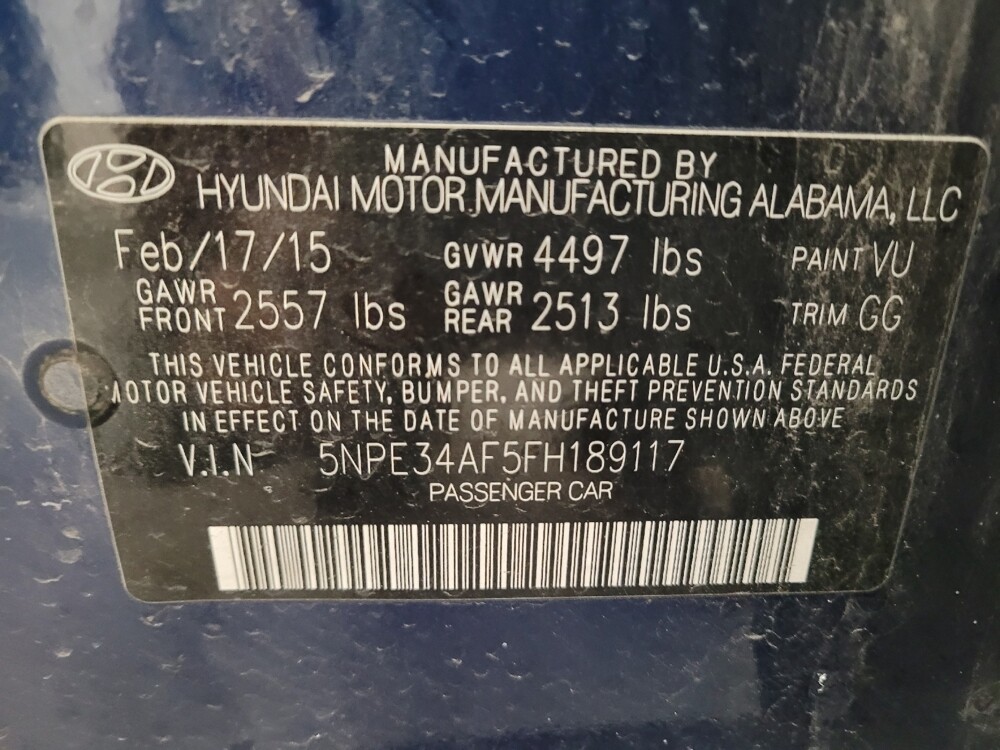 MANUFACTURED BY
HYUNDAI MOTOR MANUFACTURING ALABAMA, LLC
Feb/17/15 GVWR 4497 lbs PAINT VU
GAWR FRONT 2557 lbs GAWR REAR 2513 lbs TRIM GG
THIS VEHICLE CONFORMS TO ALL APPLICABLE U.S.A. FEDERAL
MOTOR VEHICLE SAFETY, BUMPER, AND THEFT PREVENTION STANDARDS
IN EFFECT ON THE DATE OF MANUFACTURE SHOWN ABOVE
V.I.N 5NPE34AF5FH189117
PASSENGER CAR